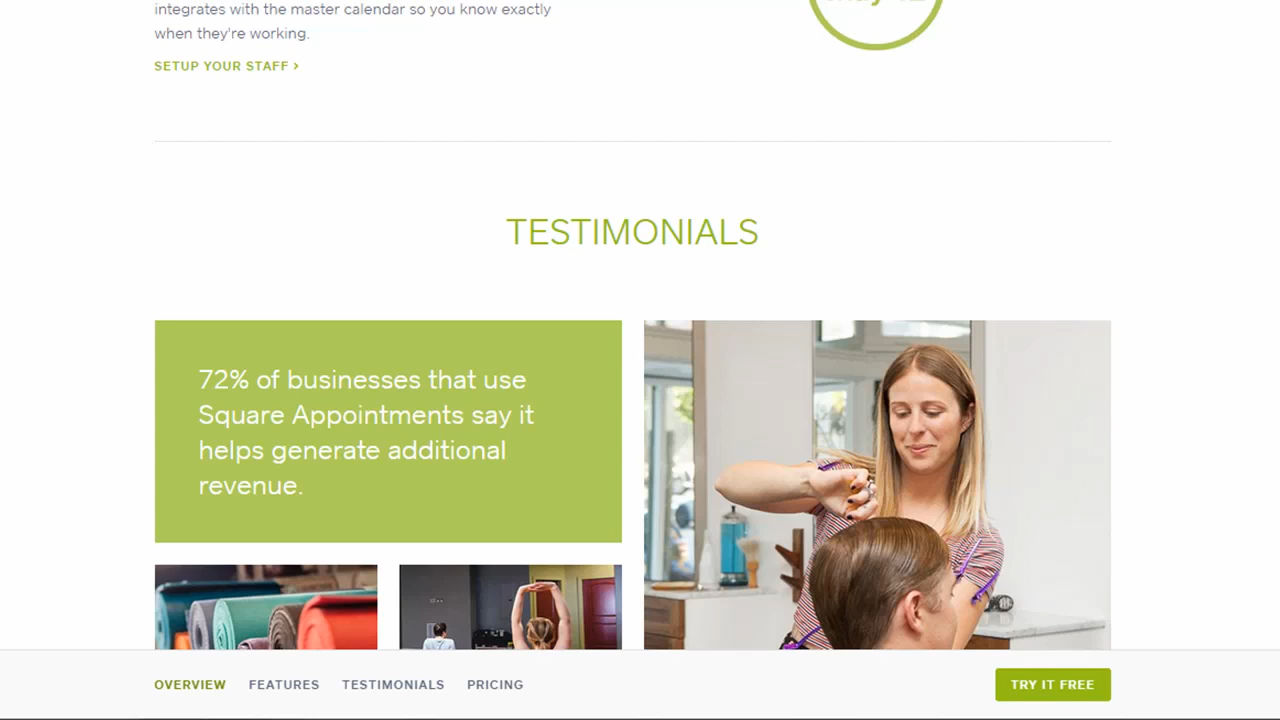 integrates with the master calendar so you know exactly
when they're working.
SETUP YOUR STAFF >
TESTIMONIALS
72% of businesses that use
Square Appointments say it
helps generate additional
revenue.
OVERVIEW FEATURES TESTIMONIALS PRICING
TRY IT FREE